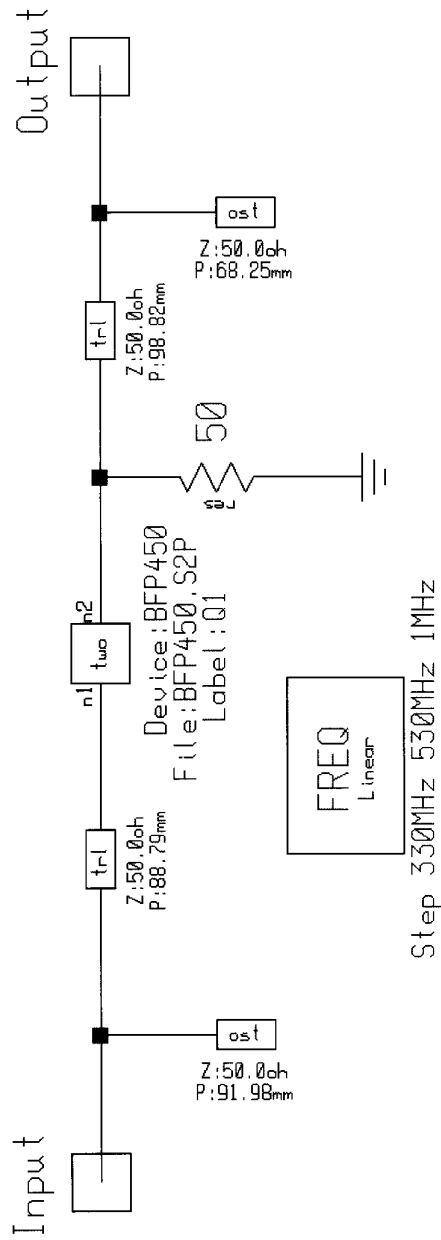 Input
ost
Z:50.0oh
P:91.98mm
trl
Z:50.0oh
P:88.79mm
n1
two
n2
Device:BFP450
File:BFP450.S2P
Label:Q1
res
50
trl
Z:50.0oh
P:98.82mm
ost
Z:50.0oh
P:68.25mm
Output
FREQ
Linear
Step 330MHz 530MHz 1MHz